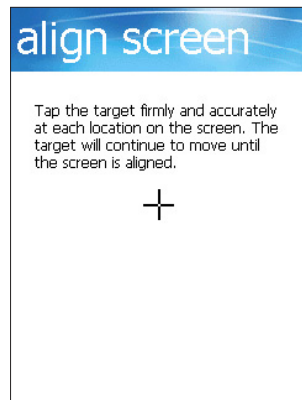 align screen
Tap the target firmly and accurately
at each location on the screen. The
target will continue to move until
the screen is aligned.